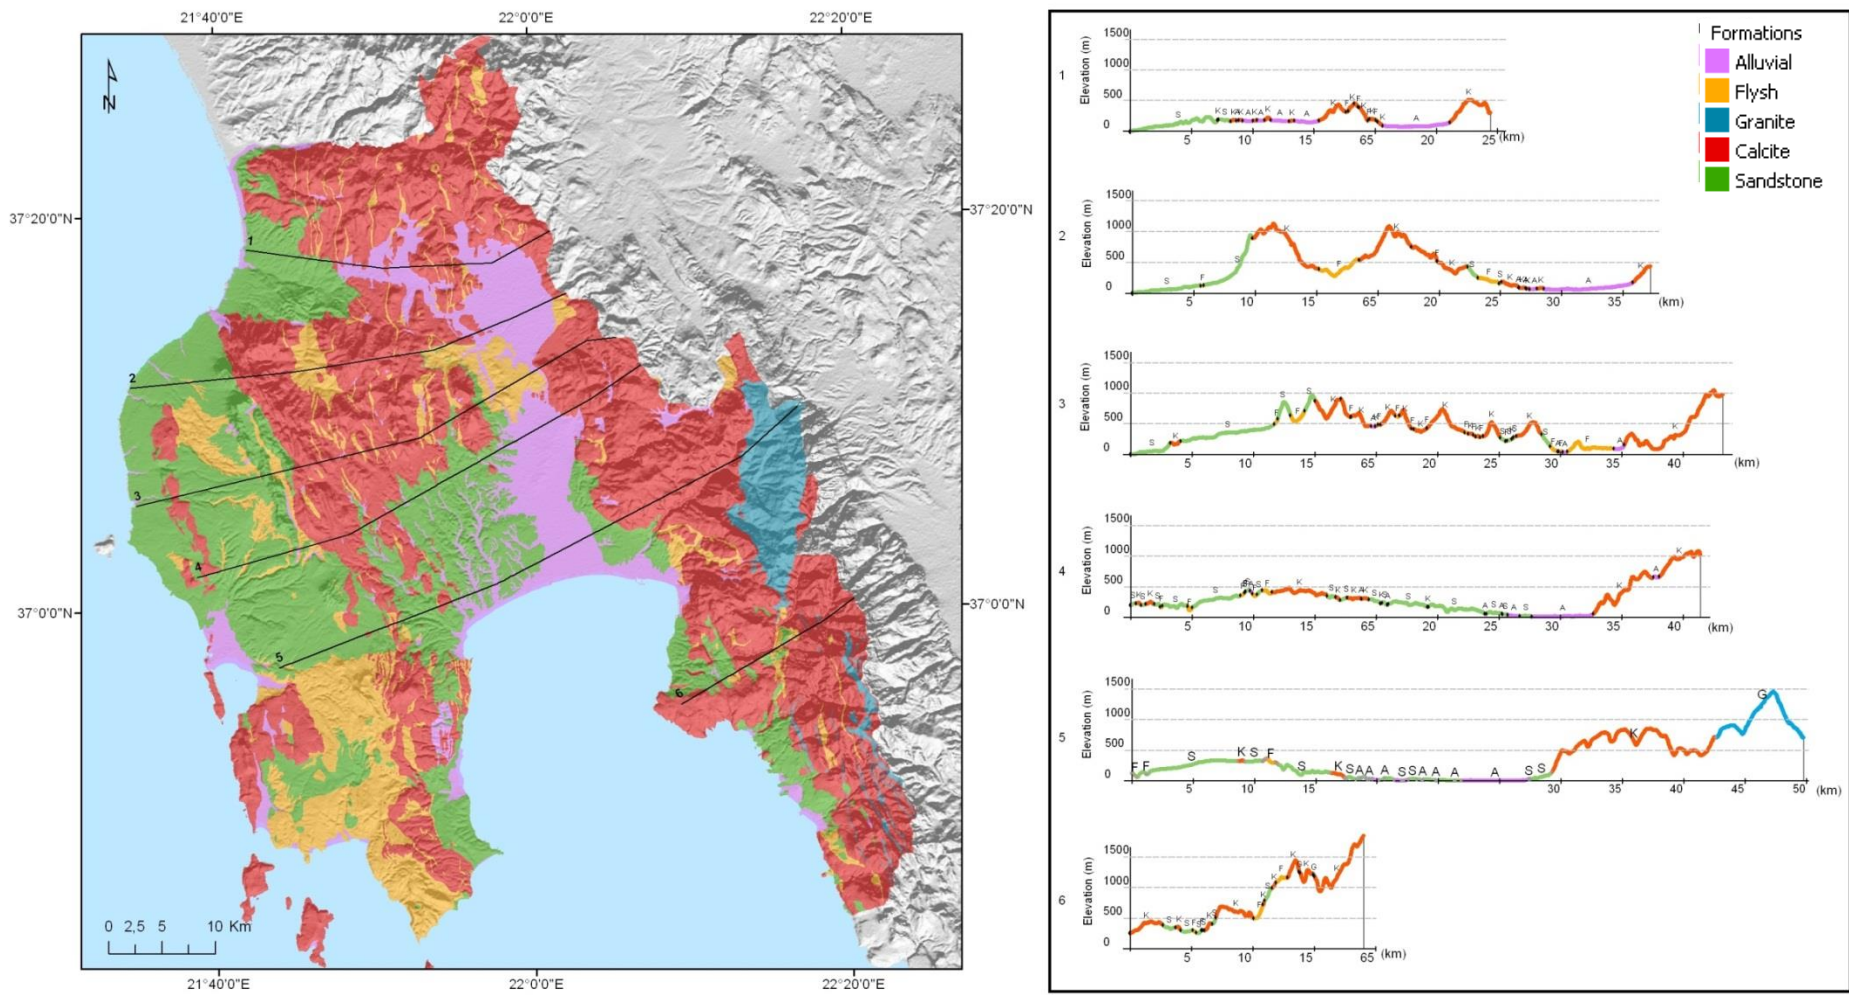 21°40'0"E 22°0'0"E 22°20'0"E
N
37°20'0"N 37°20'0"N
37°0'0"N 37°0'0"N
1
2
3
4
5
6
0 2,5 5 10 Km
21°40'0"E 22°0'0"E 22°20'0"E
Formations
Alluvial
Flysh
Granite
Calcite
Sandstone
1
Elevation (m)
1500
1000
500
0
5 10 15 65 20 25 (km)
2
Elevation (m)
1500
1000
500
0
5 10 15 65 20 25 30 35 (km)
3
Elevation (m)
1500
1000
500
0
5 10 15 65 20 25 30 35 40 (km)
4
Elevation (m)
1500
1000
500
0
5 10 15 65 20 25 30 35 40 (km)
5
Elevation (m)
1500
1000
500
0
F F S K S F S K S A A A S S A A A A S S K G
5 10 15 30 35 40 45 50 (km)
6
Elevation (m)
1500
1000
500
0
5 10 15 65 (km)